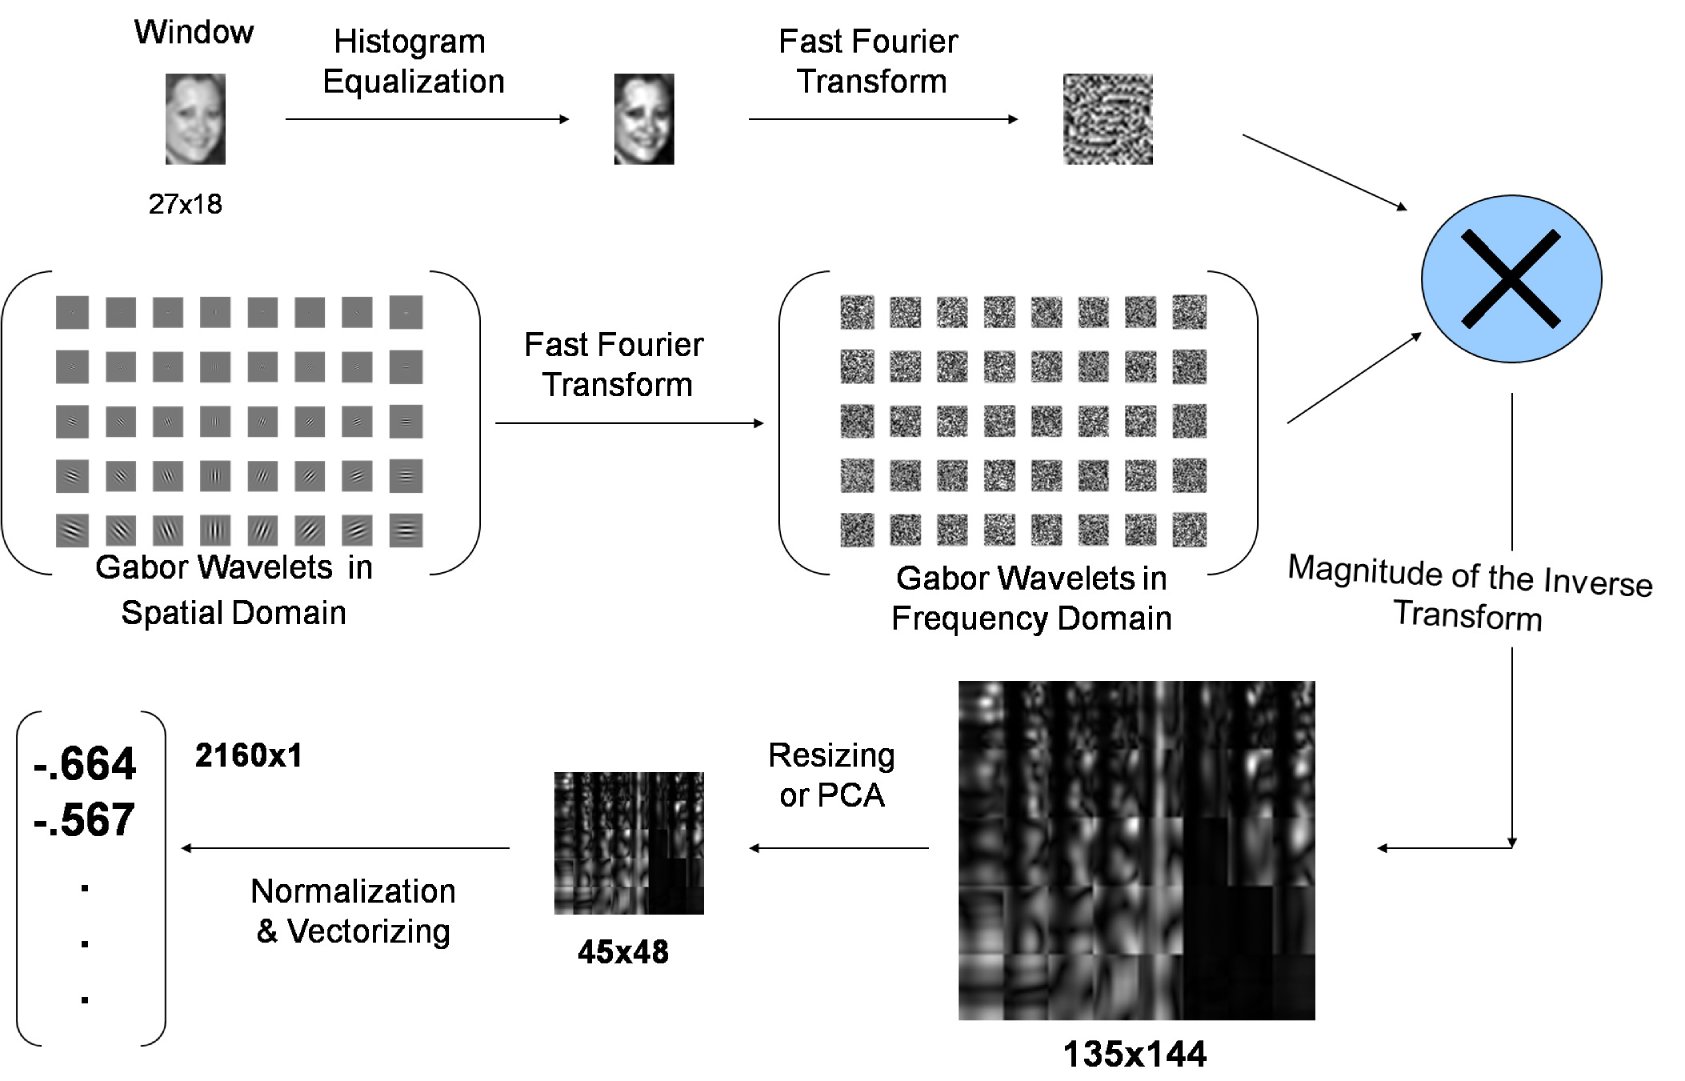 Window
Histogram
Equalization
Fast Fourier
Transform
27x18
Fast Fourier
Transform
Gabor Wavelets in
Spatial Domain
Gabor Wavelets in
Frequency Domain
Magnitude of the Inverse
Transform
-.664
-.567
.
.
.
2160x1
Normalization
& Vectorizing
45x48
Resizing
or PCA
135x144